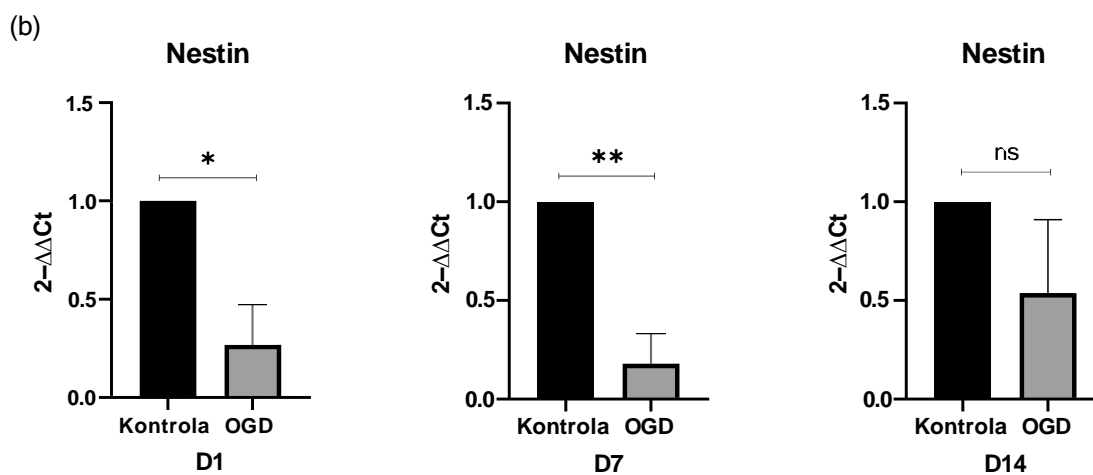 (b)
Nestin
1.5
1.0
0.5
0.0
2–ΔΔCt
*
Kontrola OGD
D1
Nestin
1.5
1.0
0.5
0.0
2–ΔΔCt
**
Kontrola OGD
D7
Nestin
1.5
1.0
0.5
0.0
2–ΔΔCt
ns
Kontrola OGD
D14